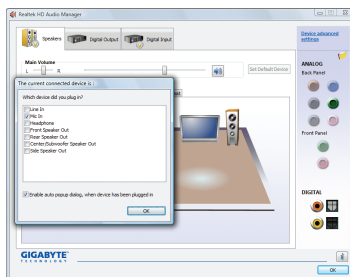 Realtek HD Audio Manager
Speakers
Digital Output
Digital Input
Device advanced
settings
Main Volume
L
R
Set Default Device
ANALOG
Back Panel
The current connected device is :
Which device did you plug in?
Line In
Mic In
Headphone
Front Speaker Out
Rear Speaker Out
Center/Subwoofer Speaker Out
Side Speaker Out
Enable auto popup dialog, when device has been plugged in
OK
Front Panel
DIGITAL
GIGABYTE
TECHNOLOGY
OK